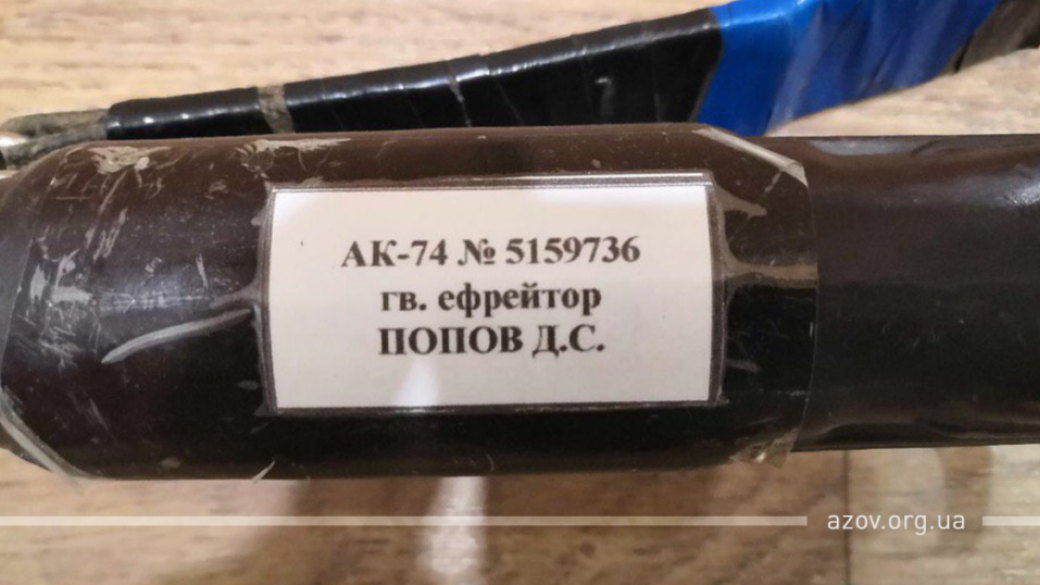 АК-74 № 5159736
гв. ефрейтор
ПОПОВ Д.С.
azov.org.ua